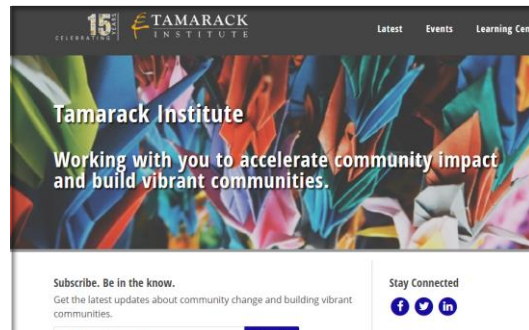 CELEBRATING 15 YEARS
TAMARACK
INSTITUTE
Latest Events Learning Cen
Tamarack Institute
Working with you to accelerate community impact
and build vibrant communities.
Subscribe. Be in the know.
Get the latest updates about community change and building vibrant
communities.
Stay Connected